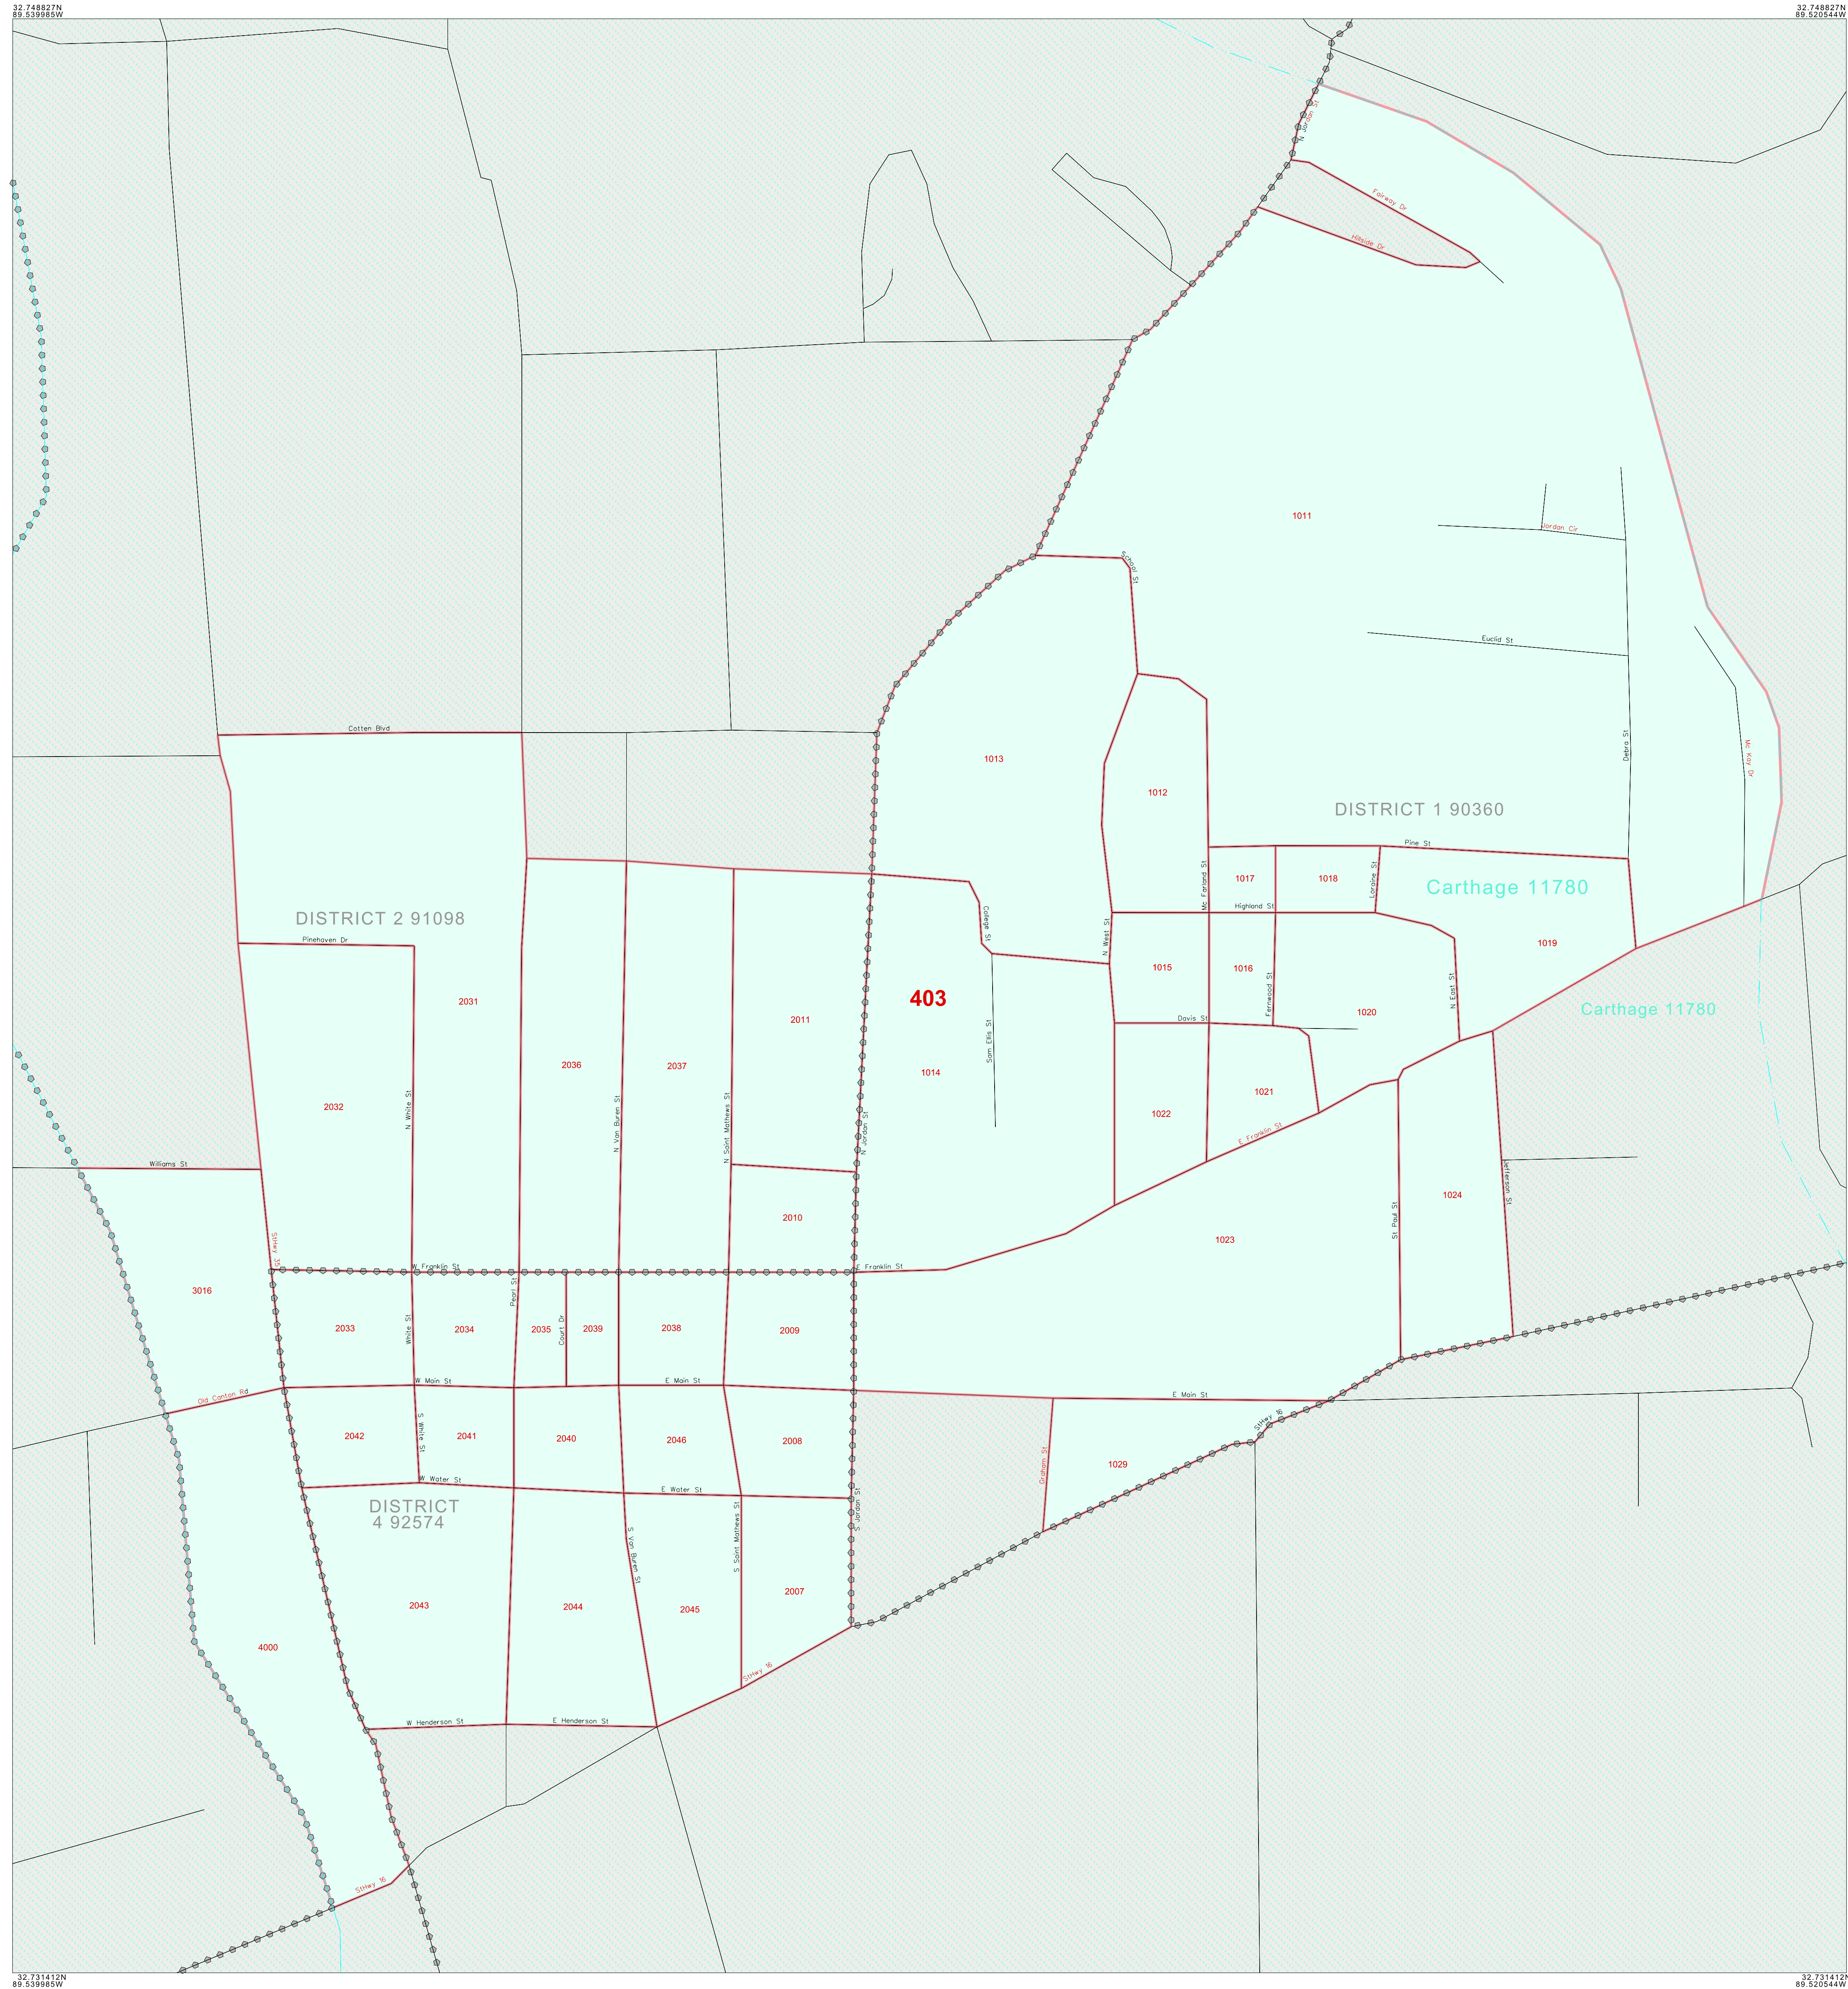 32.748827N
89.539985W
32.748827N
89.520544W
N Jordan St
Fairway Dr
Hillside Dr
1011
Jordan Cir
School St
Euclid St
Cotten Blvd
Debra St
Mc Kay Dr
1013
1012
DISTRICT 1 90360
Pine St
Mc Farland St
1017
1018
Loraine St
Carthage 11780
Highland St
DISTRICT 2 91098
College St
N West St
Pinehaven Dr
1019
1015
1016
Fernwood St
N East St
403
2031
Carthage 11780
1020
2011
Davis St
Sam Ellis St
2036
2037
1014
1021
2032
N White St
N Van Buren St
N Saint Mathews St
N Jordan St
1022
E Franklin St
Williams St
Jefferson St
1024
St Paul St
2010
1023
StHwy 35
W Franklin St
E Franklin St
3016
Pearl St
2033
White St
2034
2035
Court Dr
2039
2038
2009
W Main St
E Main St
E Main St
Old Canton Rd
StHwy 16
S White St
2042
2041
2040
2046
2008
Graham St
1029
W Water St
E Water St
DISTRICT
4 92574
S Jordan St
S Saint Mathews St
S Van Buren St
2007
2043
2044
2045
4000
StHwy 16
W Henderson St
E Henderson St
StHwy 16
32.731412N
89.539985W
32.731412N
89.520544W